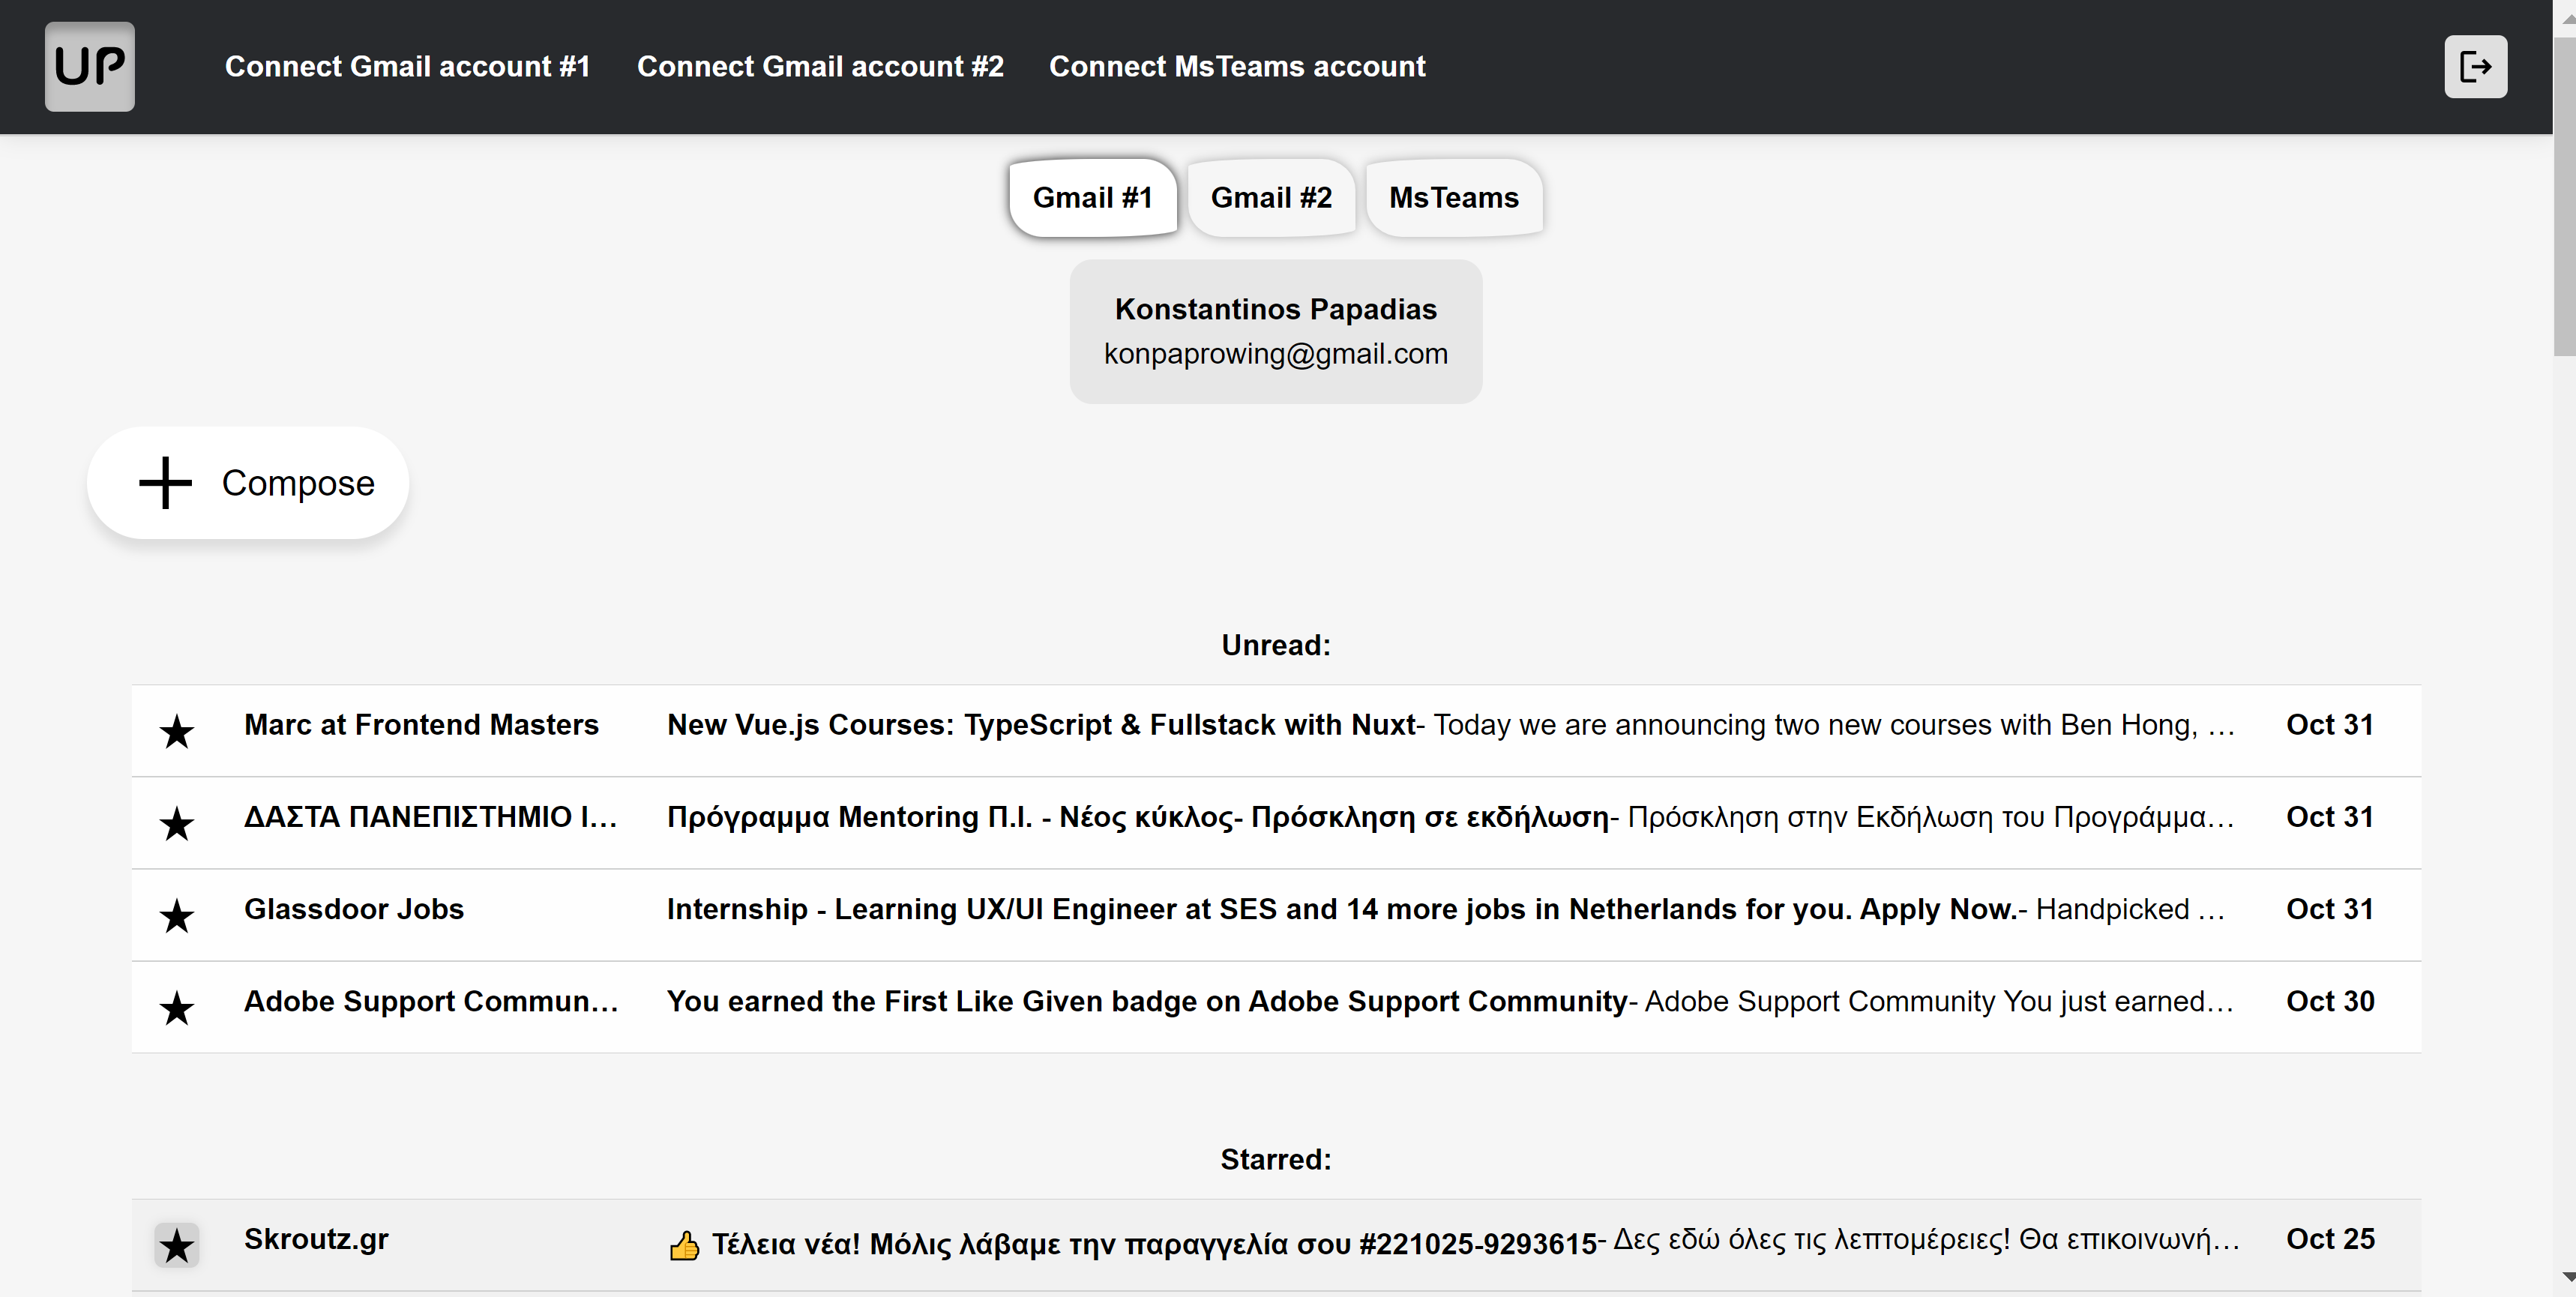 UP
Connect Gmail account #1 Connect Gmail account #2 Connect MsTeams account
Gmail #1 Gmail #2 MsTeams
Konstantinos Papadias
konpaprowing@gmail.com
Compose
Unread:
★ Marc at Frontend Masters New Vue.js Courses: TypeScript & Fullstack with Nuxt- Today we are announcing two new courses with Ben Hong, … Oct 31
★ ΔΑΣΤΑ ΠΑΝΕΠΙΣΤΗΜΙΟ Ι… Πρόγραμμα Mentoring Π.Ι. - Νέος κύκλος- Πρόσκληση σε εκδήλωση- Πρόσκληση στην Εκδήλωση του Προγράμμα… Oct 31
★ Glassdoor Jobs Internship - Learning UX/UI Engineer at SES and 14 more jobs in Netherlands for you. Apply Now.- Handpicked … Oct 31
★ Adobe Support Commun… You earned the First Like Given badge on Adobe Support Community- Adobe Support Community You just earned… Oct 30
Starred:
★ Skroutz.gr 👍 Τέλεια νέα! Μόλις λάβαμε την παραγγελία σου #221025-9293615- Δες εδώ όλες τις λεπτομέρειες! Θα επικοινωνή… Oct 25